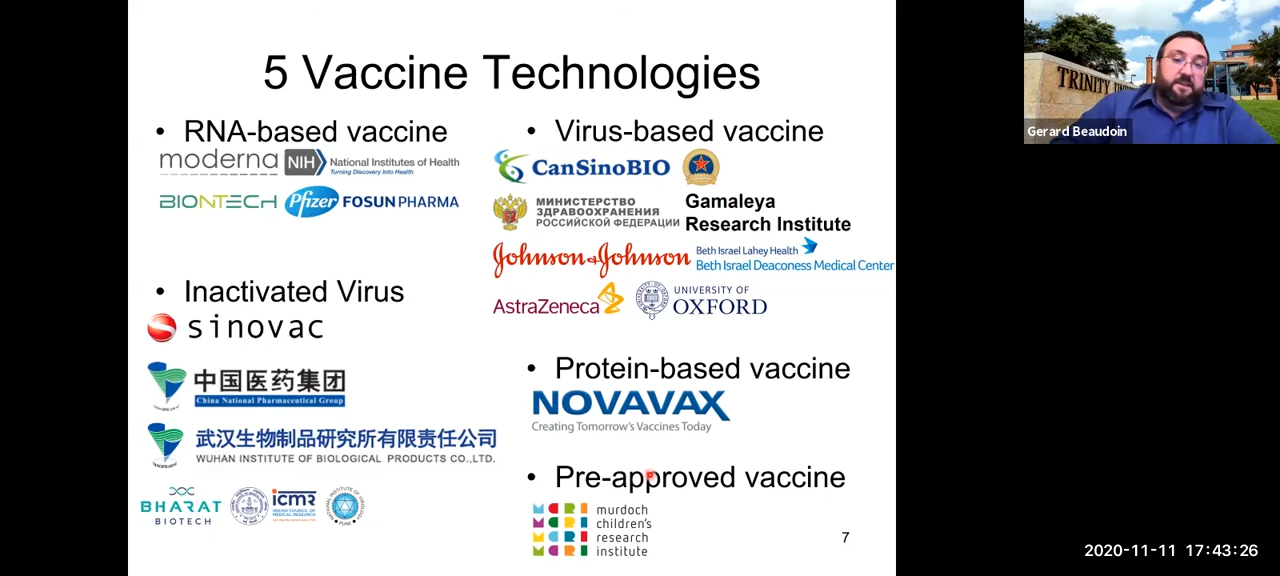 5 Vaccine Technologies
• RNA-based vaccine
moderna NIH National Institutes of Health
Turning Discovery Into Health
BIONTECH Pfizer FOSUN PHARMA
• Inactivated Virus
sinovac
中国医药集团
China National Pharmaceutical Group
武汉生物制品研究所有限责任公司
WUHAN INSTITUTE OF BIOLOGICAL PRODUCTS CO.,LTD.
BHARAT
BIOTECH
icmr
INDIAN COUNCIL OF
MEDICAL RESEARCH
• Virus-based vaccine
CanSinoBIO
МИНИСТЕРСТВО
ЗДРАВООХРАНЕНИЯ
РОССИЙСКОЙ ФЕДЕРАЦИИ
Gamaleya
Research Institute
Johnson & Johnson
Beth Israel Lahey Health
Beth Israel Deaconess Medical Center
AstraZeneca
UNIVERSITY OF
OXFORD
• Protein-based vaccine
NOVAVAX
Creating Tomorrow's Vaccines Today
• Pre-approved vaccine
MCRI
murdoch
children's
research
institute
7
TRINITY UN
Gerard Beaudoin
2020-11-11 17:43:26